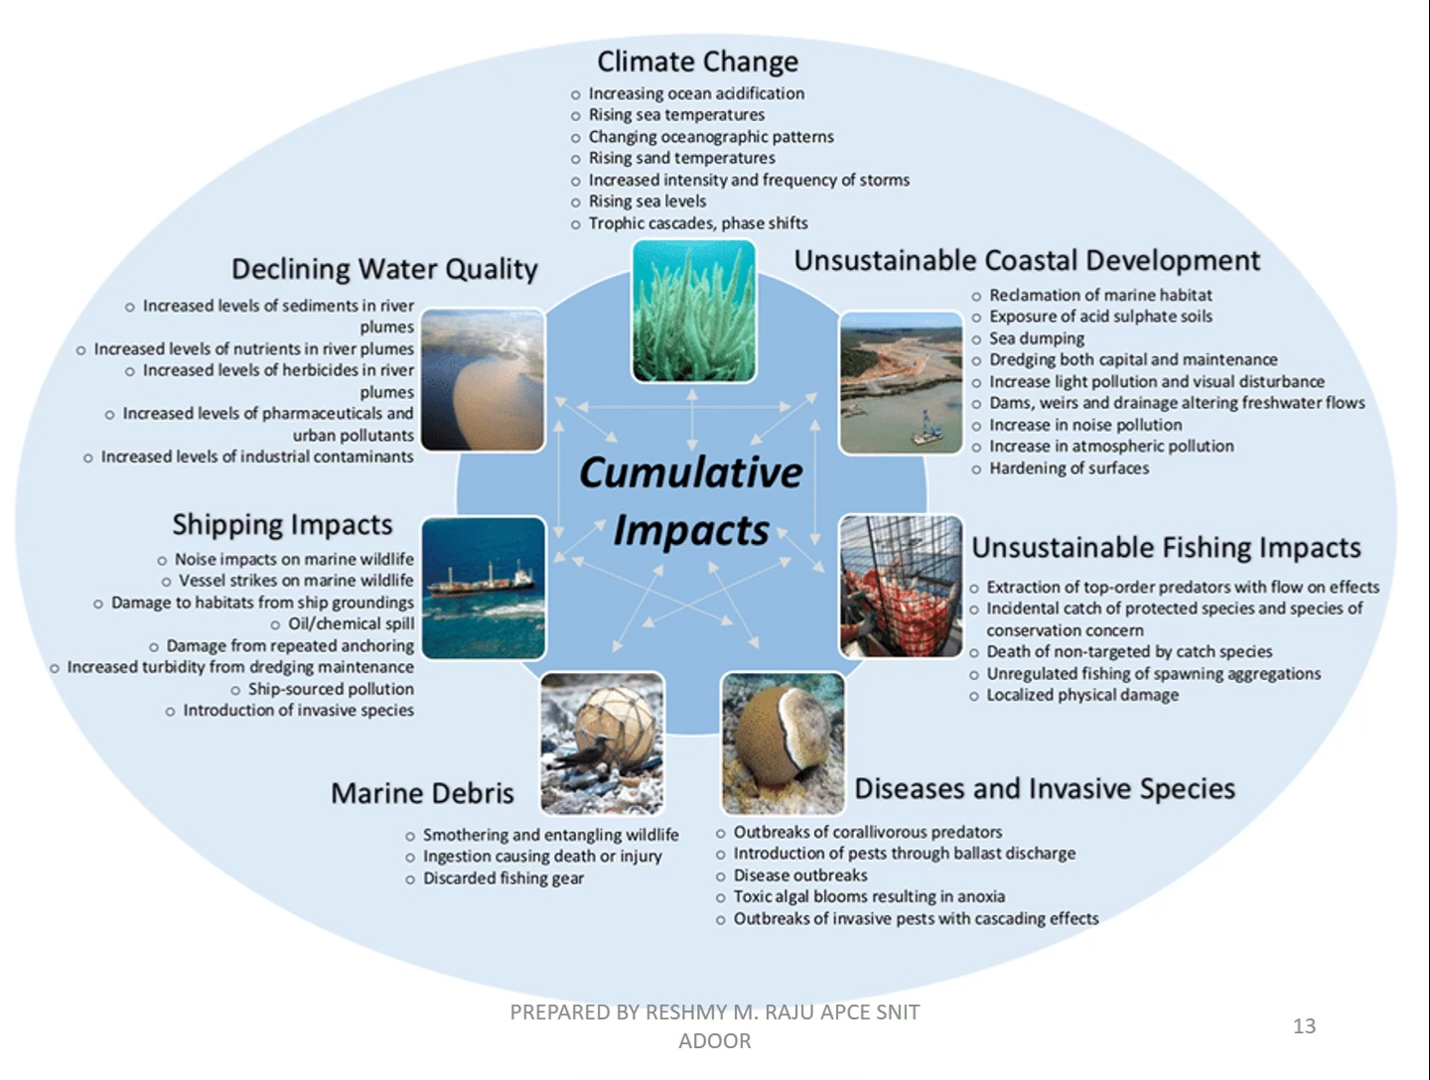 Climate Change
o Increasing ocean acidification
o Rising sea temperatures
o Changing oceanographic patterns
o Rising sand temperatures
o Increased intensity and frequency of storms
o Rising sea levels
o Trophic cascades, phase shifts
Declining Water Quality
o Increased levels of sediments in river
plumes
o Increased levels of nutrients in river plumes
o Increased levels of herbicides in river
plumes
o Increased levels of pharmaceuticals and
urban pollutants
o Increased levels of industrial contaminants
Unsustainable Coastal Development
o Reclamation of marine habitat
o Exposure of acid sulphate soils
o Sea dumping
o Dredging both capital and maintenance
o Increase light pollution and visual disturbance
o Dams, weirs and drainage altering freshwater flows
o Increase in noise pollution
o Increase in atmospheric pollution
o Hardening of surfaces
Cumulative
Impacts
Shipping Impacts
o Noise impacts on marine wildlife
o Vessel strikes on marine wildlife
o Damage to habitats from ship groundings
o Oil/chemical spill
o Damage from repeated anchoring
o Increased turbidity from dredging maintenance
o Ship-sourced pollution
o Introduction of invasive species
Unsustainable Fishing Impacts
o Extraction of top-order predators with flow on effects
o Incidental catch of protected species and species of
conservation concern
o Death of non-targeted by catch species
o Unregulated fishing of spawning aggregations
o Localized physical damage
Marine Debris
o Smothering and entangling wildlife
o Ingestion causing death or injury
o Discarded fishing gear
Diseases and Invasive Species
o Outbreaks of corallivorous predators
o Introduction of pests through ballast discharge
o Disease outbreaks
o Toxic algal blooms resulting in anoxia
o Outbreaks of invasive pests with cascading effects
PREPARED BY RESHMY M. RAJU APCE SNIT
ADOOR
13